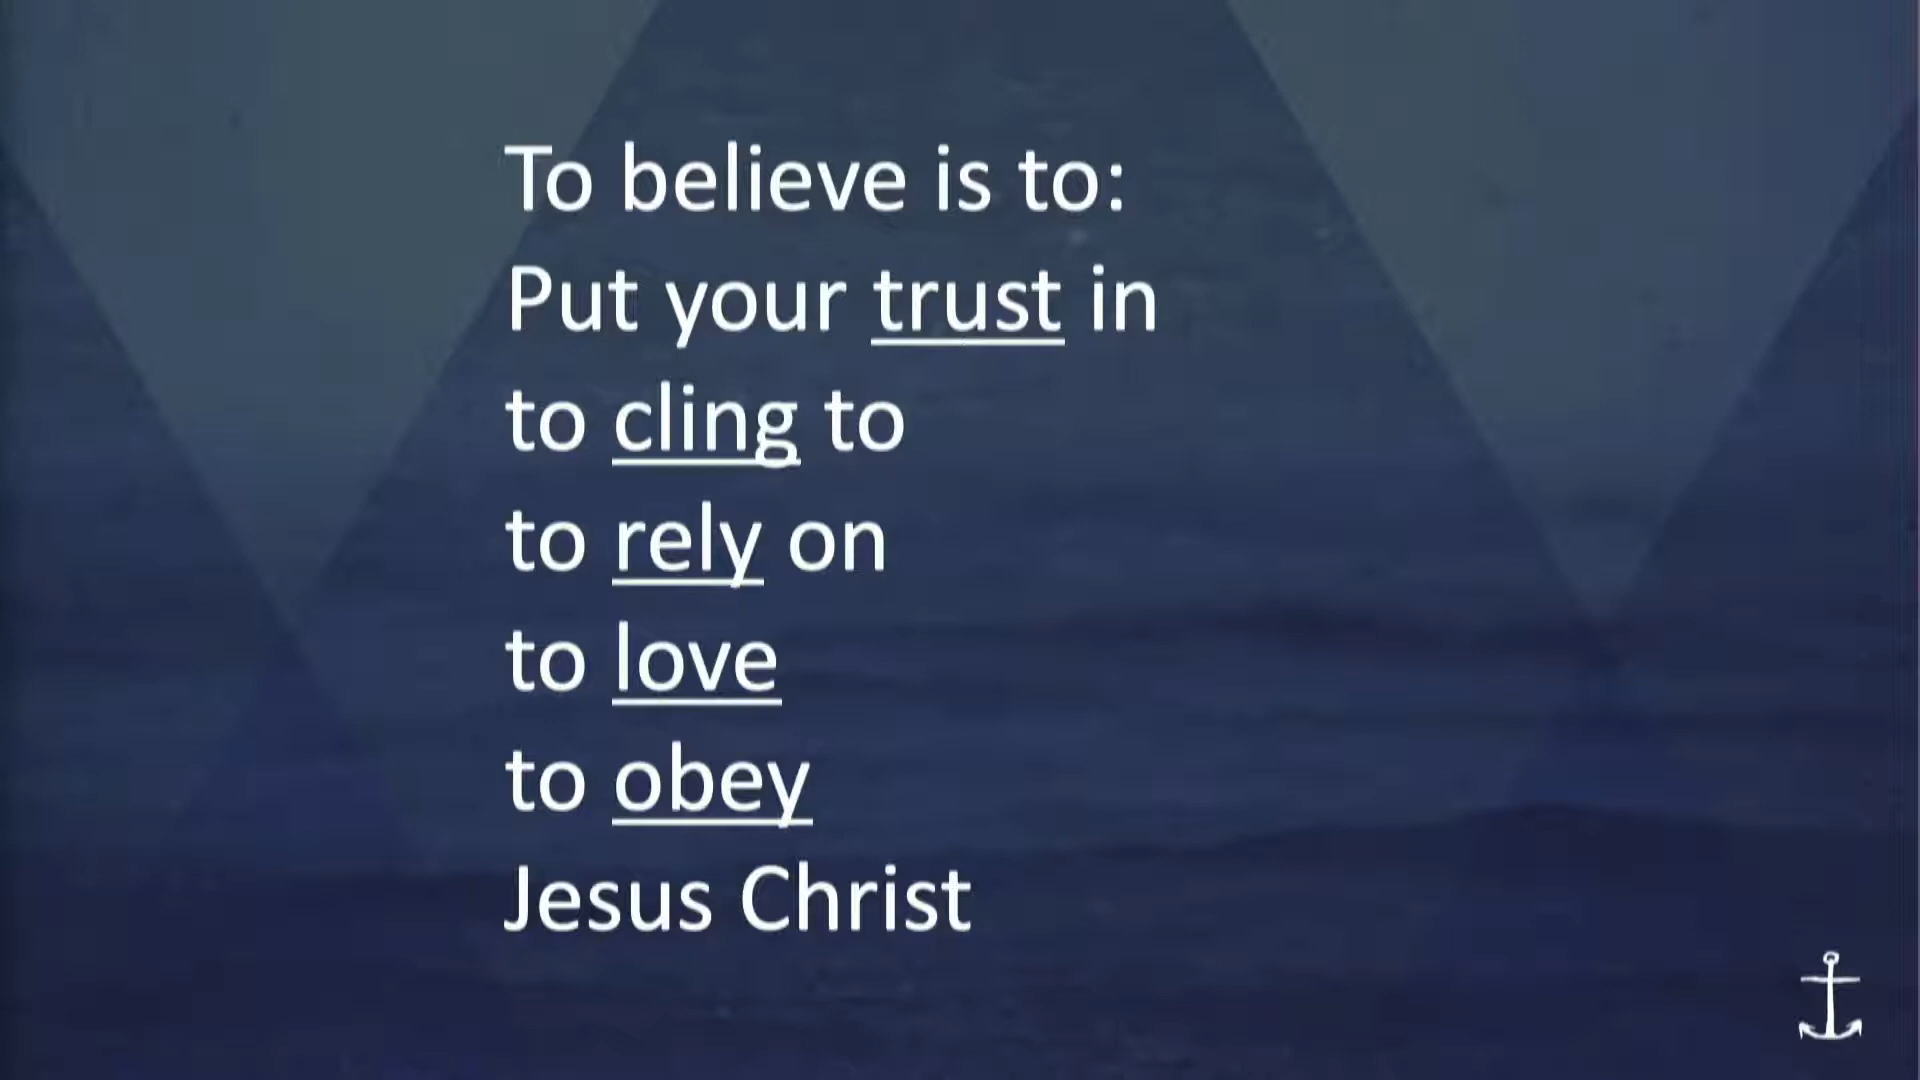 To believe is to:
Put your trust in
to cling to
to rely on
to love
to obey
Jesus Christ